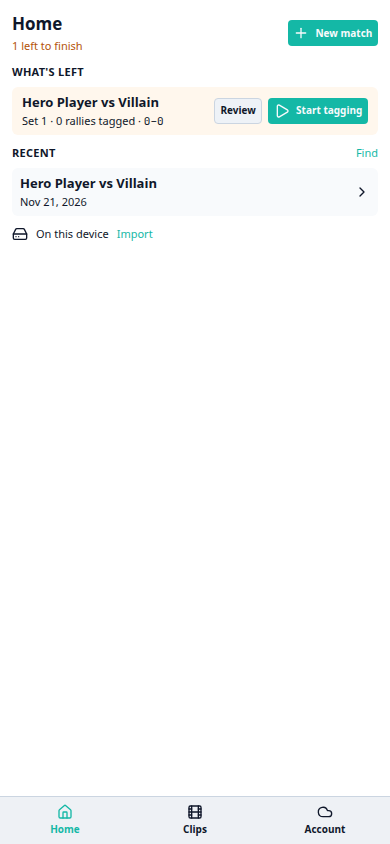 Home
1 left to finish
New match
WHAT'S LEFT
Hero Player vs Villain
Set 1 · 0 rallies tagged · 0–0
Review
Start tagging
RECENT
Find
Hero Player vs Villain
Nov 21, 2026
On this device
Import
Home
Clips
Account